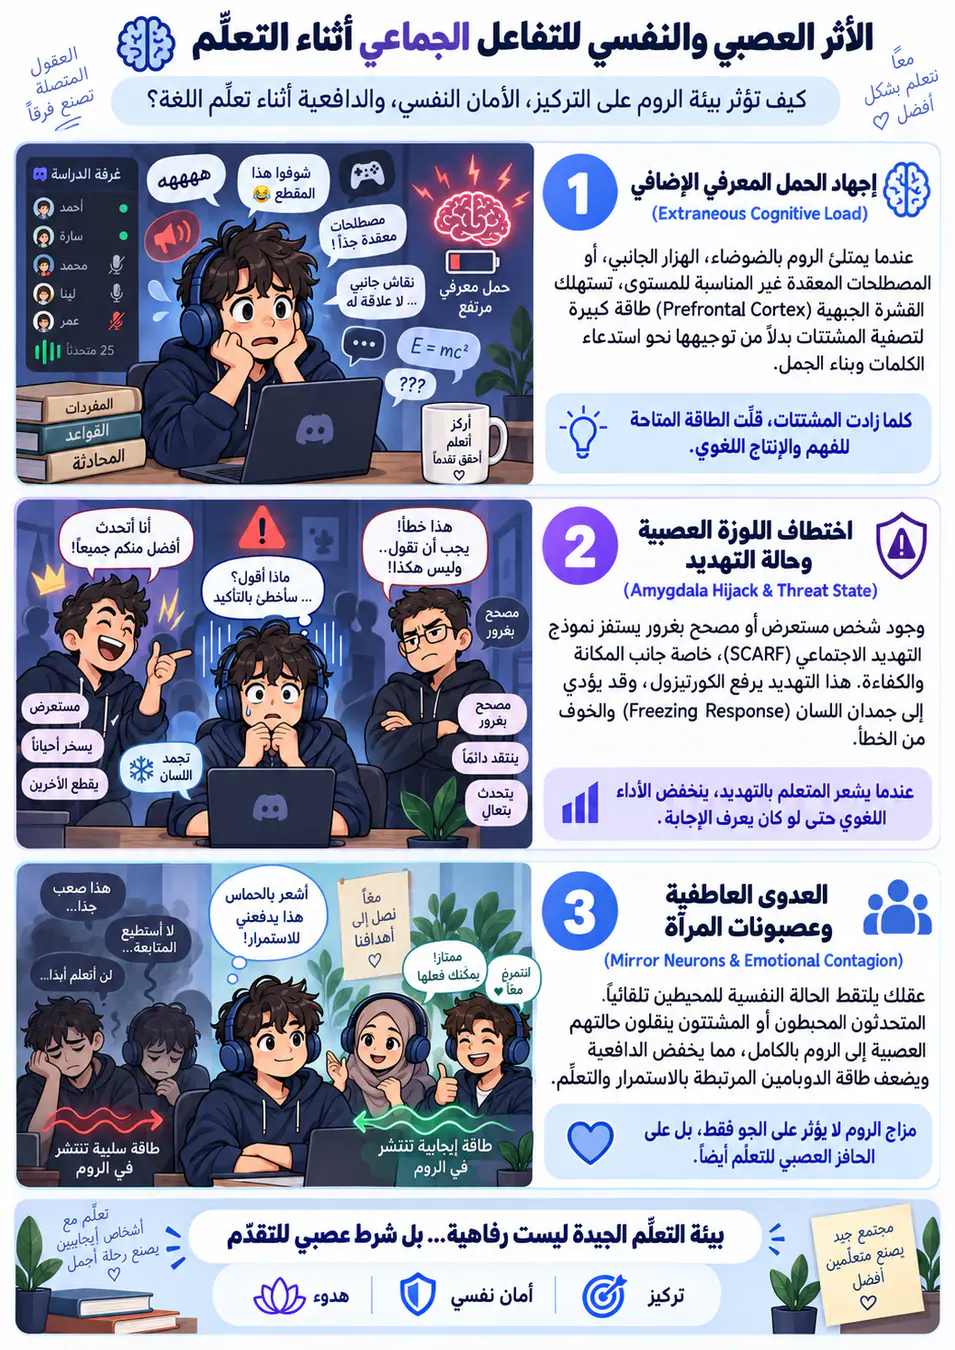 الأثر العصبي والنفسي للتفاعل الجماعي أثناء التعلّم
العقول
المتصلة
تصنع فرقاً
معاً
نتعلم بشكل
أفضل
كيف تؤثر بيئة الروم على التركيز، الأمان النفسي، والدافعية أثناء تعلّم اللغة؟
1
إجهاد الحمل المعرفي الإضافي
(Extraneous Cognitive Load)
عندما يمتلئ الروم بالضوضاء، الهزار الجانبي، أو
المصطلحات المعقدة غير المناسبة للمستوى، تستهلك
القشرة الجبهية (Prefrontal Cortex) طاقة كبيرة
لتصفية المشتتات بدلاً من توجيهها نحو استدعاء
الكلمات وبناء الجمل.
كلما زادت المشتتات، قلّت الطاقة المتاحة
للفهم والإنتاج اللغوي.
غرفة الدراسة
أحمد
سارة
محمد
لينا
عمر
25 متحدثاً
ههههه
شوفوا هذا
المقطع 😂
مصطلحات
معقدة جداً !
نقاش جانبي
لا علاقة له ...
E = mc²
???
حمل معرفي
مرتفع
المفردات
القواعد
المحادثة
أركز
أتعلم
أحقق تقدماً
2
اختطاف اللوزة العصبية
وحالة التهديد
(Amygdala Hijack & Threat State)
وجود شخص مستعرض أو مصحح بغرور يستفز نموذج
التهديد الاجتماعي (SCARF)، خاصة جانب المكانة
والكفاءة. هذا التهديد يرفع الكورتيزول، وقد يؤدي
إلى جمدان اللسان (Freezing Response) والخوف
من الخطأ.
عندما يشعر المتعلم بالتهديد، ينخفض الأداء
اللغوي حتى لو كان يعرف الإجابة.
أنا أتحدث
أفضل منكم جميعاً!
ماذا أقول؟
سأخطئ بالتأكيد ...
هذا خطأ!
يجب أن تقول..
وليس هكذا!
مصحح
بغرور
مستعرض
يسخر أحياناً
يقطع الأخرين
تجمد
اللسان
مصحح
بغرور
ينتقد دائمًا
يتحدث
بتعالٍ
3
العدوى العاطفية
وعصبونات المرآة
(Mirror Neurons & Emotional Contagion)
عقلك يلتقط الحالة النفسية للمحيطين تلقائياً.
المتحدثون المحبطون أو المشتتون ينقلون حالتهم
العصبية إلى الروم بالكامل، مما يخفض الدافعية
ويضعف طاقة الدوبامين المرتبطة بالاستمرار والتعلّم.
مزاج الروم لا يؤثر على الجو فقط، بل على
الحافز العصبي للتعلّم أيضاً.
هذا صعب
جداً...
لا أستطيع
المتابعة...
لن أتعلم أبدًا...
أشعر بالحماس
هذا يدفعني
للاستمرار!
معًا
نصل إلى
أهدافنا
ممتاز!
يمكنك فعلها!
معًا
طاقة سلبية تنتشر
في الروم
طاقة إيجابية تنتشر
في الروم
بيئة التعلّم الجيدة ليست رفاهية... بل شرط عصبي للتقدّم
تركيز
أمان نفسي
هدوء
تعلّم مع
أشخاص إيجابيين
يصنع رحلة أجمل
مجتمع جيد
يصنع متعلّمين
أفضل